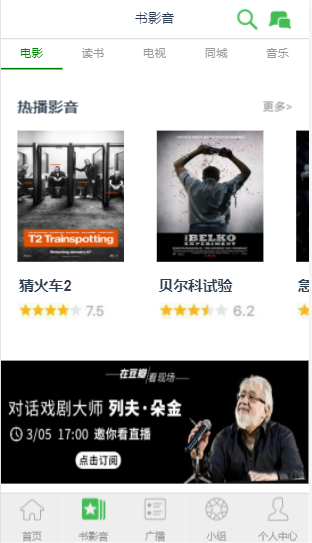 书影音
电影 读书 电视 同城 音乐
热播影音 更多>
T2 Trainspotting
THE BELKO
EXPERIMENT
猜火车2 贝尔科试验 急
7.5 6.2
在豆瓣/看现场
对话戏剧大师 列夫·朵金
3/05 17:00 邀你看直播
点击订阅
首页 书影音 广播 小组 个人中心